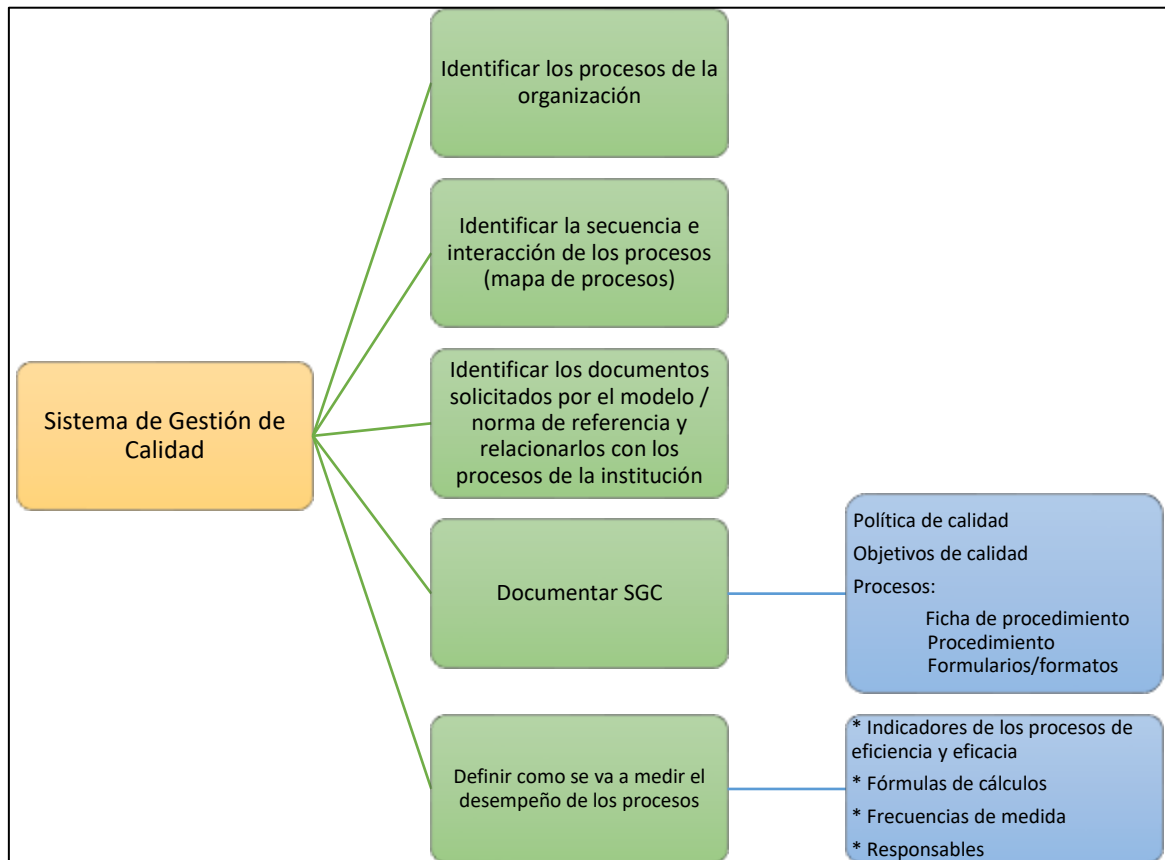 Identificar los procesos de la
organización
Identificar la secuencia e
interacción de los procesos
(mapa de procesos)
Identificar los documentos
solicitados por el modelo /
norma de referencia y
relacionarlos con los
procesos de la institución
Sistema de Gestión de
Calidad
Documentar SGC
Política de calidad
Objetivos de calidad
Procesos:
Ficha de procedimiento
Procedimiento
Formularios/formatos
Definir como se va a medir el
desempeño de los procesos
* Indicadores de los procesos de
eficiencia y eficacia
* Fórmulas de cálculos
* Frecuencias de medida
* Responsables